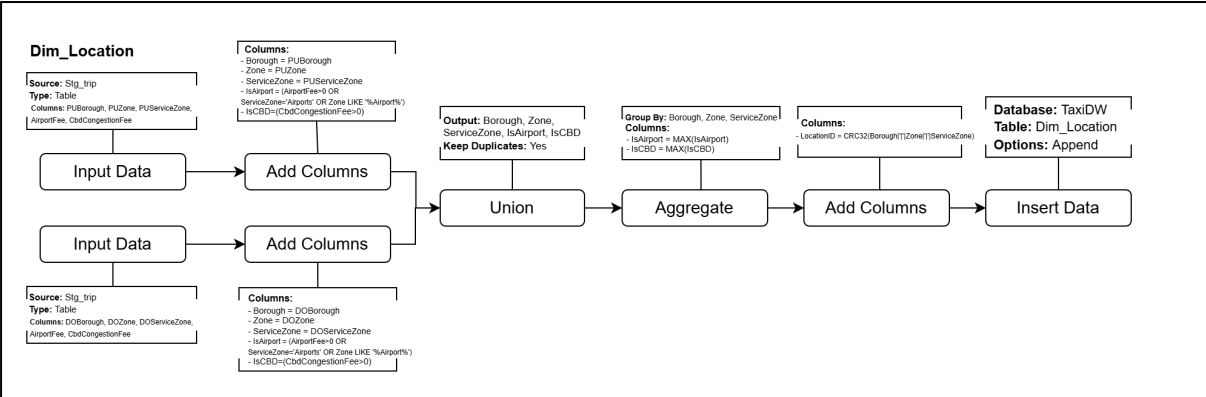 Dim_Location
Source: Stg_trip
Type: Table
Columns: PUBorough, PUZone, PUServiceZone,
AirportFee, CbdCongestionFee
Input Data
Columns:
- Borough = PUBorough
- Zone = PUZone
- ServiceZone = PUServiceZone
- IsAirport = (AirportFee>0 OR
ServiceZone='Airports' OR Zone LIKE '%Airport%')
- IsCBD=(CbdCongestionFee>0)
Add Columns
Input Data
Source: Stg_trip
Type: Table
Columns: DOBorough, DOZone, DOServiceZone,
AirportFee, CbdCongestionFee
Add Columns
Columns:
- Borough = DOBorough
- Zone = DOZone
- ServiceZone = DOServiceZone
- IsAirport = (AirportFee>0 OR
ServiceZone='Airports' OR Zone LIKE '%Airport%')
- IsCBD=(CbdCongestionFee>0)
Output: Borough, Zone,
ServiceZone, IsAirport, IsCBD
Keep Duplicates: Yes
Union
Group By: Borough, Zone, ServiceZone
Columns:
- IsAirport = MAX(IsAirport)
- IsCBD = MAX(IsCBD)
Aggregate
Columns:
- LocationID = CRC32(Borough|'|'|Zone|'|'|ServiceZone)
Add Columns
Database: TaxiDW
Table: Dim_Location
Options: Append
Insert Data